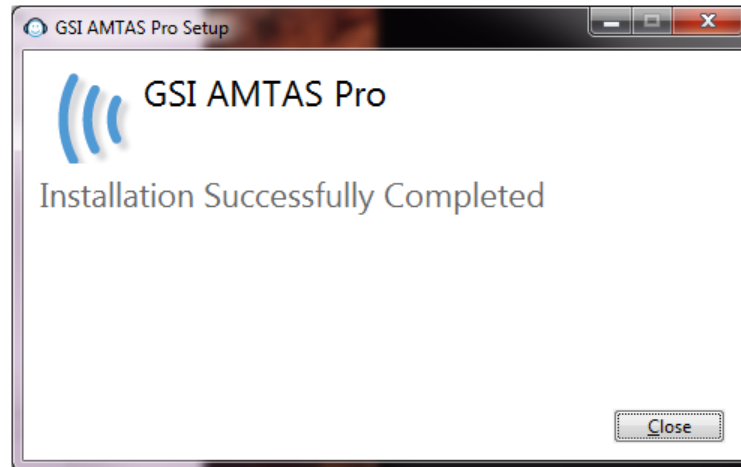 GSI AMTAS Pro Setup
GSI AMTAS Pro
Installation Successfully Completed
Close